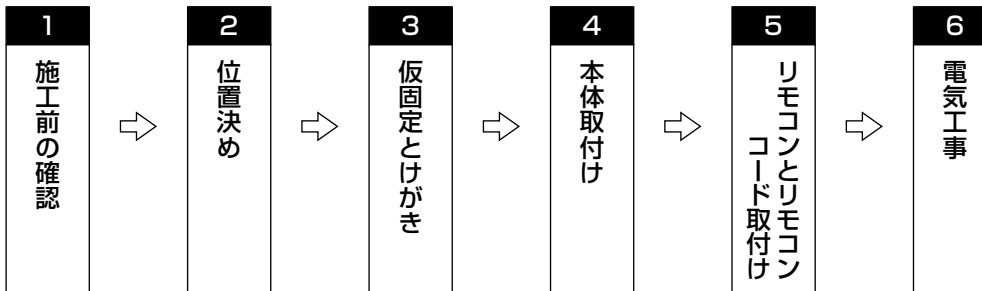 1
施工前の確認
2
位置決め
3
仮固定とけがき
4
本体取付け
5
リモコンとリモコン
コード取付け
6
電気工事